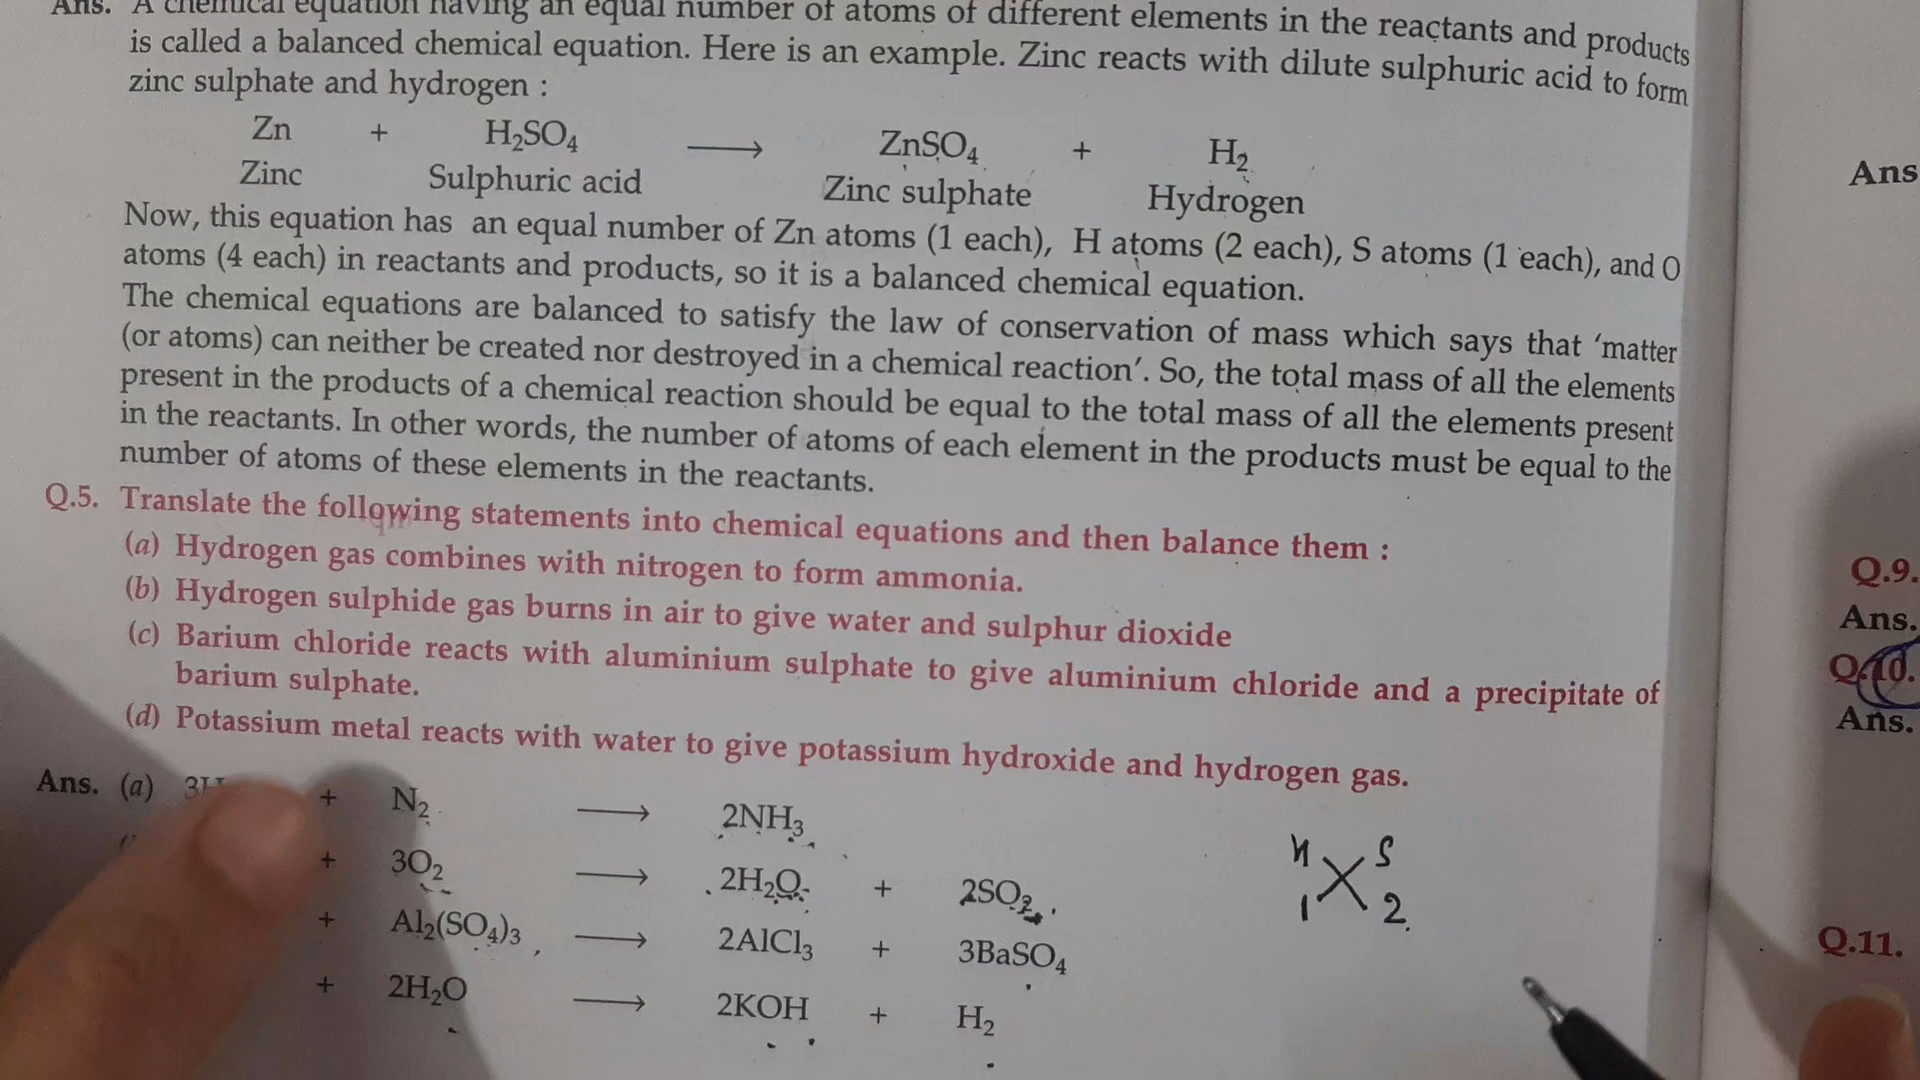 Ans. A chemical equation having an equal number of atoms of different elements in the reactants and products
is called a balanced chemical equation. Here is an example. Zinc reacts with dilute sulphuric acid to form
zinc sulphate and hydrogen :
Zn + H₂SO₄ ⟶ ZnSO₄ + H₂
Zinc Sulphuric acid Zinc sulphate Hydrogen
Now, this equation has an equal number of Zn atoms (1 each), H atoms (2 each), S atoms (1 each), and O
atoms (4 each) in reactants and products, so it is a balanced chemical equation.
The chemical equations are balanced to satisfy the law of conservation of mass which says that ‘matter
(or atoms) can neither be created nor destroyed in a chemical reaction’. So, the total mass of all the elements
present in the products of a chemical reaction should be equal to the total mass of all the elements present
in the reactants. In other words, the number of atoms of each element in the products must be equal to the
number of atoms of these elements in the reactants.
Q.5. Translate the following statements into chemical equations and then balance them :
(a) Hydrogen gas combines with nitrogen to form ammonia.
(b) Hydrogen sulphide gas burns in air to give water and sulphur dioxide
(c) Barium chloride reacts with aluminium sulphate to give aluminium chloride and a precipitate of
barium sulphate.
(d) Potassium metal reacts with water to give potassium hydroxide and hydrogen gas.
Ans. (a) + N₂ ⟶ 2NH₃
+ 3O₂ ⟶ 2H₂O + 2SO₂
+ Al₂(SO₄)₃ ⟶ 2AlCl₃ + 3BaSO₄
+ 2H₂O ⟶ 2KOH + H₂
H S
1 2
Ans
Q.9.
Ans.
Q.10.
Ans.
Q.11.